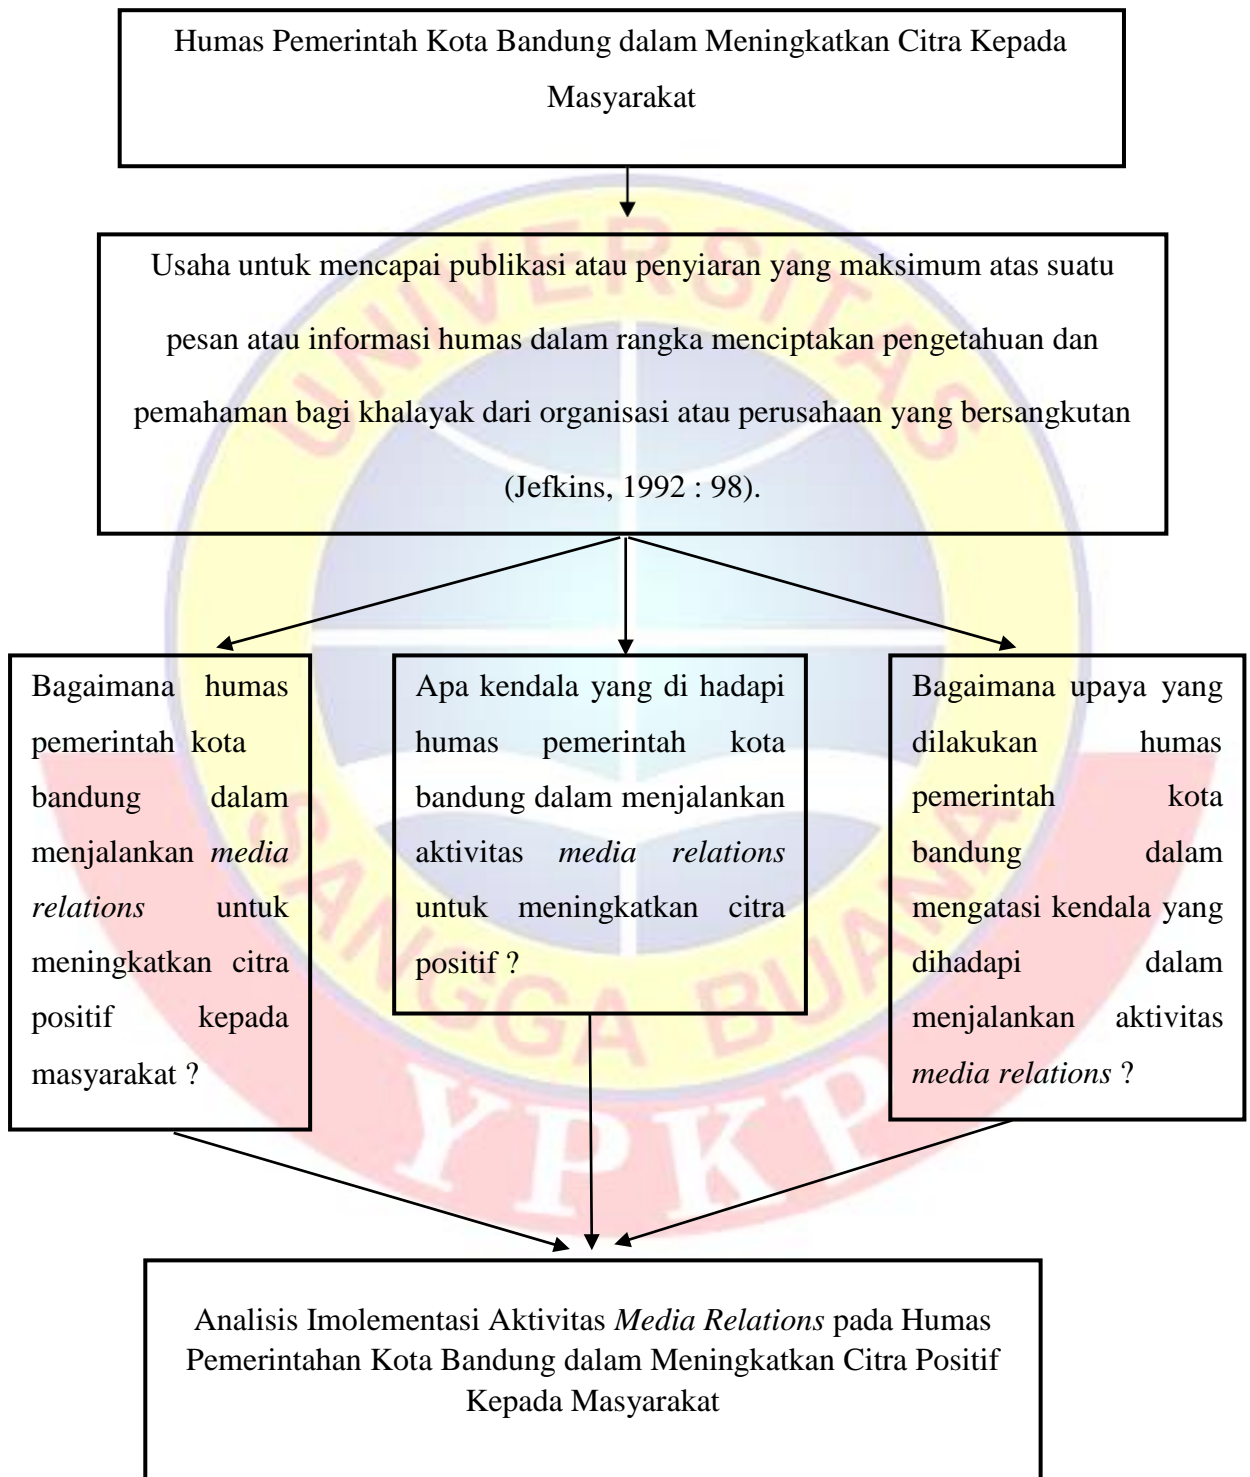 Humas Pemerintah Kota Bandung dalam Meningkatkan Citra Kepada
Masyarakat
Usaha untuk mencapai publikasi atau penyiaran yang maksimum atas suatu
pesan atau informasi humas dalam rangka menciptakan pengetahuan dan
pemahaman bagi khalayak dari organisasi atau perusahaan yang bersangkutan
(Jefkins, 1992 : 98).
Bagaimana humas
pemerintah kota
bandung dalam
menjalankan media
relations untuk
meningkatkan citra
positif kepada
masyarakat ?
Apa kendala yang di hadapi
humas pemerintah kota
bandung dalam menjalankan
aktivitas media relations
untuk meningkatkan citra
positif ?
Bagaimana upaya yang
dilakukan humas
pemerintah kota
bandung dalam
mengatasi kendala yang
dihadapi dalam
menjalankan aktivitas
media relations ?
Analisis Imolementasi Aktivitas Media Relations pada Humas
Pemerintahan Kota Bandung dalam Meningkatkan Citra Positif
Kepada Masyarakat
UNIVERSITAS
SANGGA BUANA
YPKP